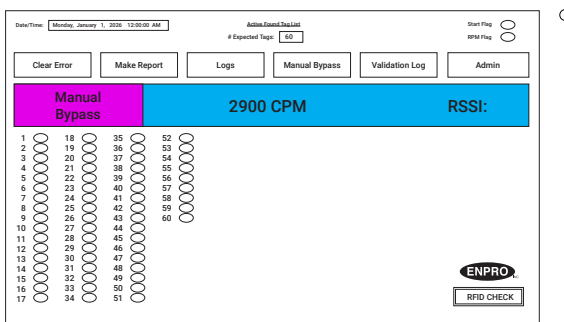 Date/Time: Monday, January 1, 2026 12:00:00 AM
Active Found Tag List
# Expected Tags: 60
Start Flag
RPM Flag
Clear Error Make Report Logs Manual Bypass Validation Log Admin
Manual
Bypass
2900 CPM
RSSI:
1 18 35 52
2 19 36 53
3 20 37 54
4 21 38 55
5 22 39 56
6 23 40 57
7 24 41 58
8 25 42 59
9 26 43 60
10 27 44
11 28 45
12 29 46
13 30 47
14 31 48
15 32 49
16 33 50
17 34 51
ENPRO
RFID CHECK